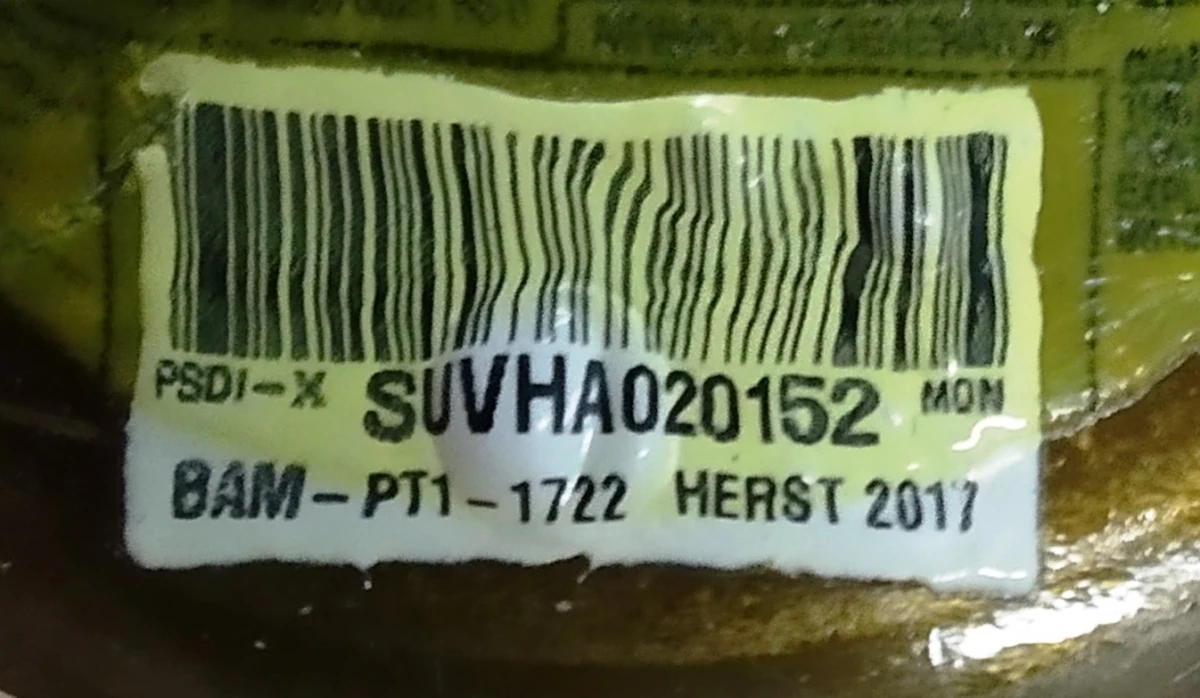 PSDI-X SUVHA020152 MON
BAM-PT1-1722 HERST 2017